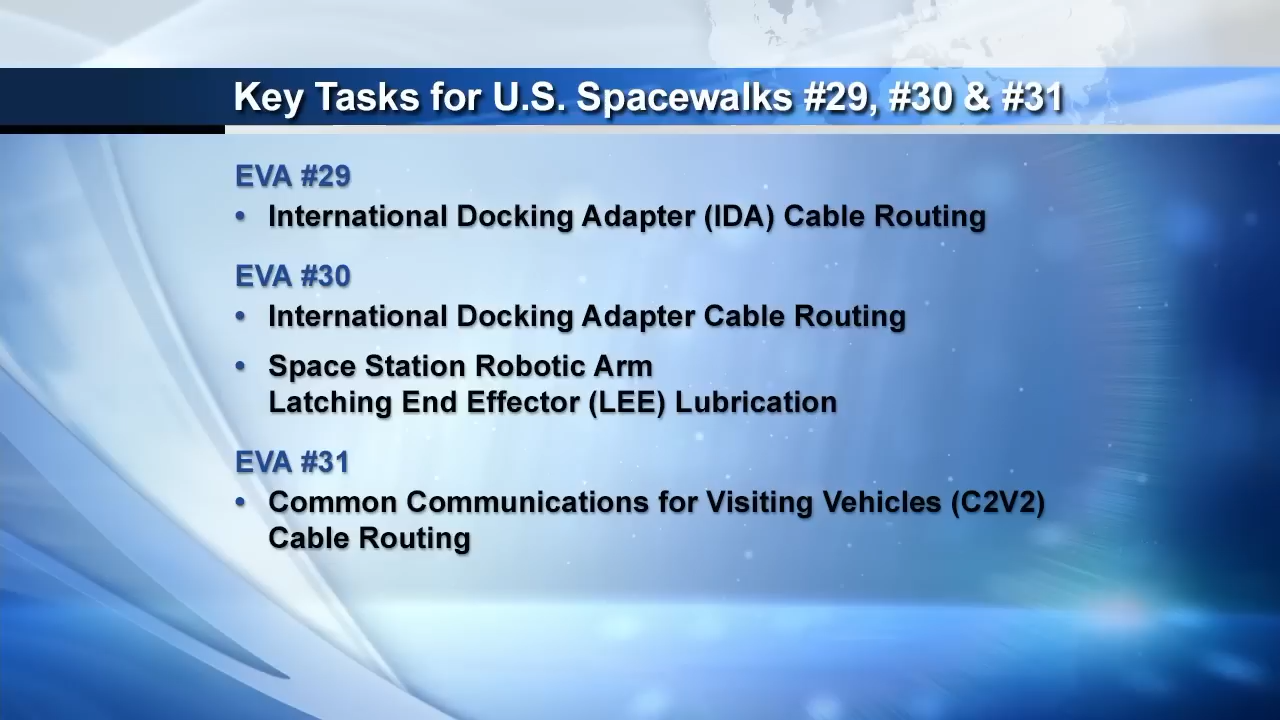 Key Tasks for U.S. Spacewalks #29, #30 & #31
EVA #29
• International Docking Adapter (IDA) Cable Routing
EVA #30
• International Docking Adapter Cable Routing
• Space Station Robotic Arm
Latching End Effector (LEE) Lubrication
EVA #31
• Common Communications for Visiting Vehicles (C2V2)
Cable Routing